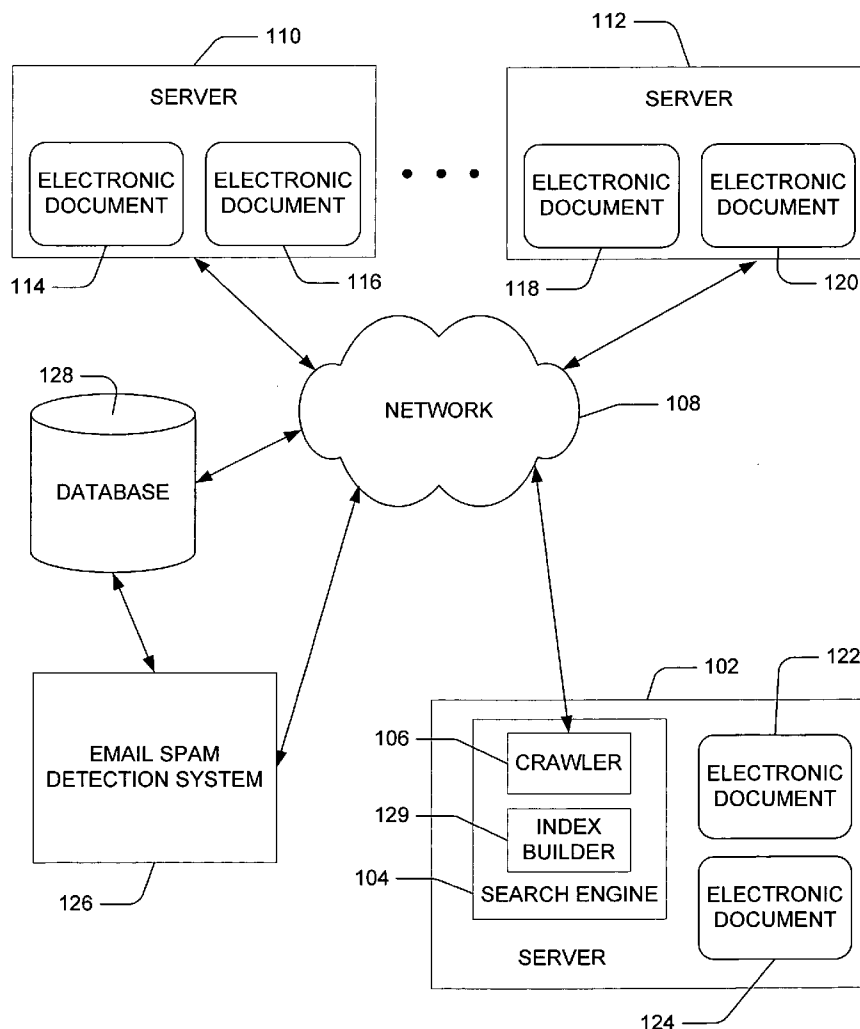 110
112
SERVER
SERVER
ELECTRONIC
DOCUMENT
ELECTRONIC
DOCUMENT
ELECTRONIC
DOCUMENT
ELECTRONIC
DOCUMENT
114
116
118
120
128
NETWORK
108
DATABASE
102
122
EMAIL SPAM
DETECTION SYSTEM
106
CRAWLER
ELECTRONIC
DOCUMENT
129
INDEX
BUILDER
104
SEARCH ENGINE
ELECTRONIC
DOCUMENT
126
SERVER
124